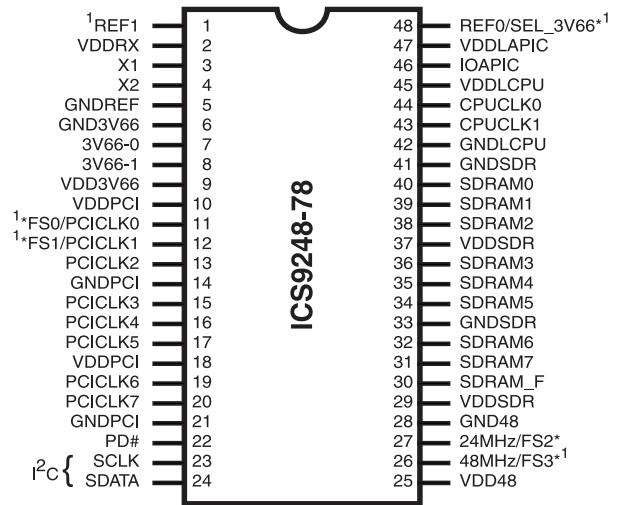 ¹REF1 1 48 REF0/SEL_3V66*¹
VDDRX 2 47 VDDLAPIC
X1 3 46 IOAPIC
X2 4 45 VDDLCPU
GNDREF 5 44 CPUCLK0
GND3V66 6 43 CPUCLK1
3V66-0 7 42 GNDLCPU
3V66-1 8 41 GNDSDR
VDD3V66 9 40 SDRAM0
VDDPCI 10 39 SDRAM1
¹*FS0/PCICLK0 11 38 SDRAM2
¹*FS1/PCICLK1 12 37 VDDSDR
PCICLK2 13 36 SDRAM3
GNDPCI 14 35 SDRAM4
PCICLK3 15 34 SDRAM5
PCICLK4 16 33 GNDSDR
PCICLK5 17 32 SDRAM6
VDDPCI 18 31 SDRAM7
PCICLK6 19 30 SDRAM_F
PCICLK7 20 29 VDDSDR
GNDPCI 21 28 GND48
PD# 22 27 24MHz/FS2*
I²C { SCLK 23 26 48MHz/FS3*¹
SDATA 24 25 VDD48
ICS9248-78